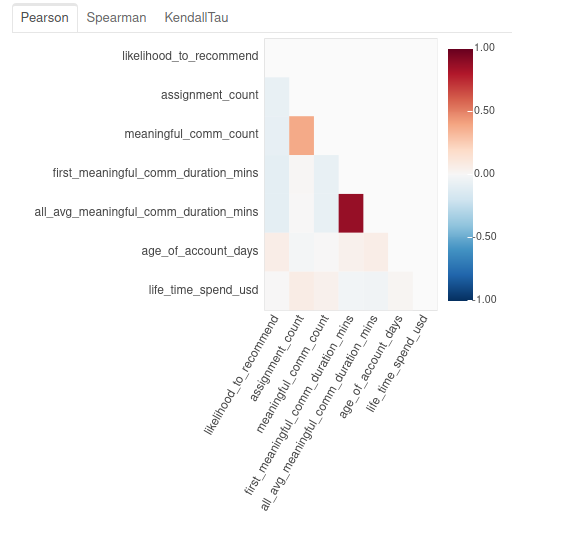 Pearson Spearman KendallTau
likelihood_to_recommend
assignment_count
meaningful_comm_count
first_meaningful_comm_duration_mins
all_avg_meaningful_comm_duration_mins
age_of_account_days
life_time_spend_usd
1.00
0.50
0.00
-0.50
-1.00
likelihood_to_recommend
assignment_count
meaningful_comm_count
first_meaningful_comm_duration_mins
all_avg_meaningful_comm_duration_mins
age_of_account_days
life_time_spend_usd